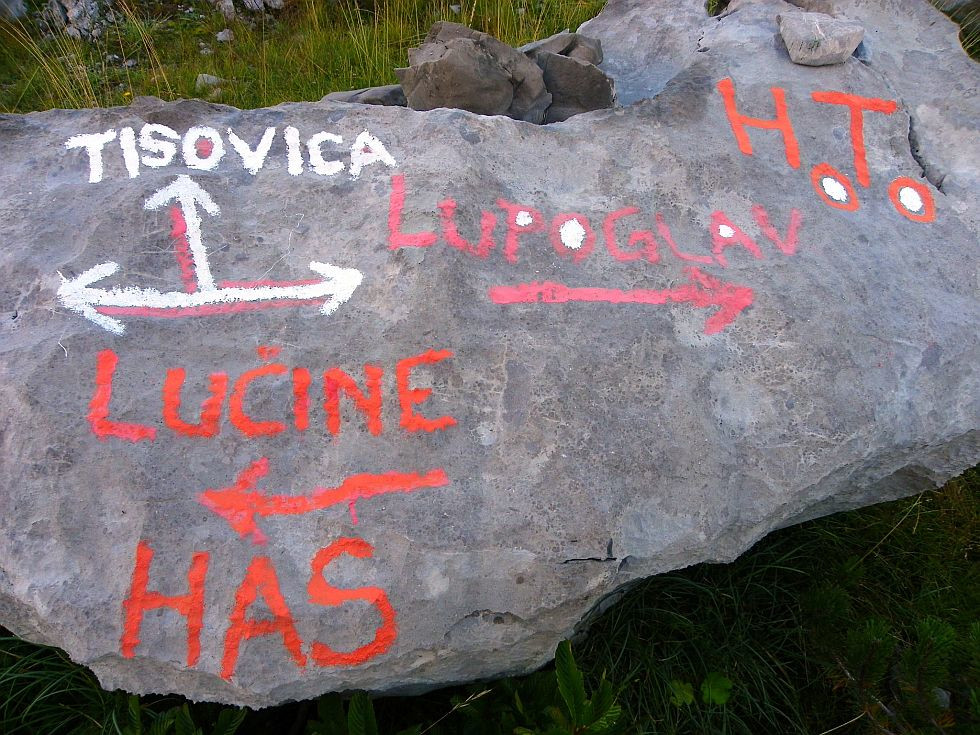 TISOVICA
H T
LUPOGLAV
LUČINE
HAS